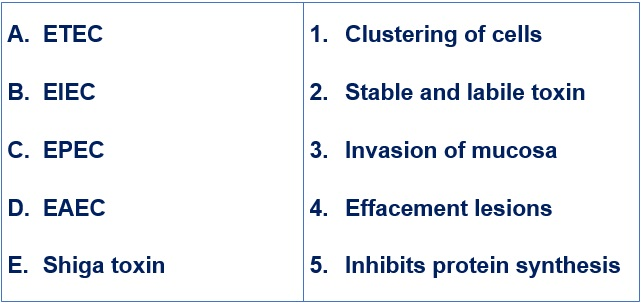 A. ETEC 1. Clustering of cells
B. EIEC 2. Stable and labile toxin
C. EPEC 3. Invasion of mucosa
D. EAEC 4. Effacement lesions
E. Shiga toxin 5. Inhibits protein synthesis